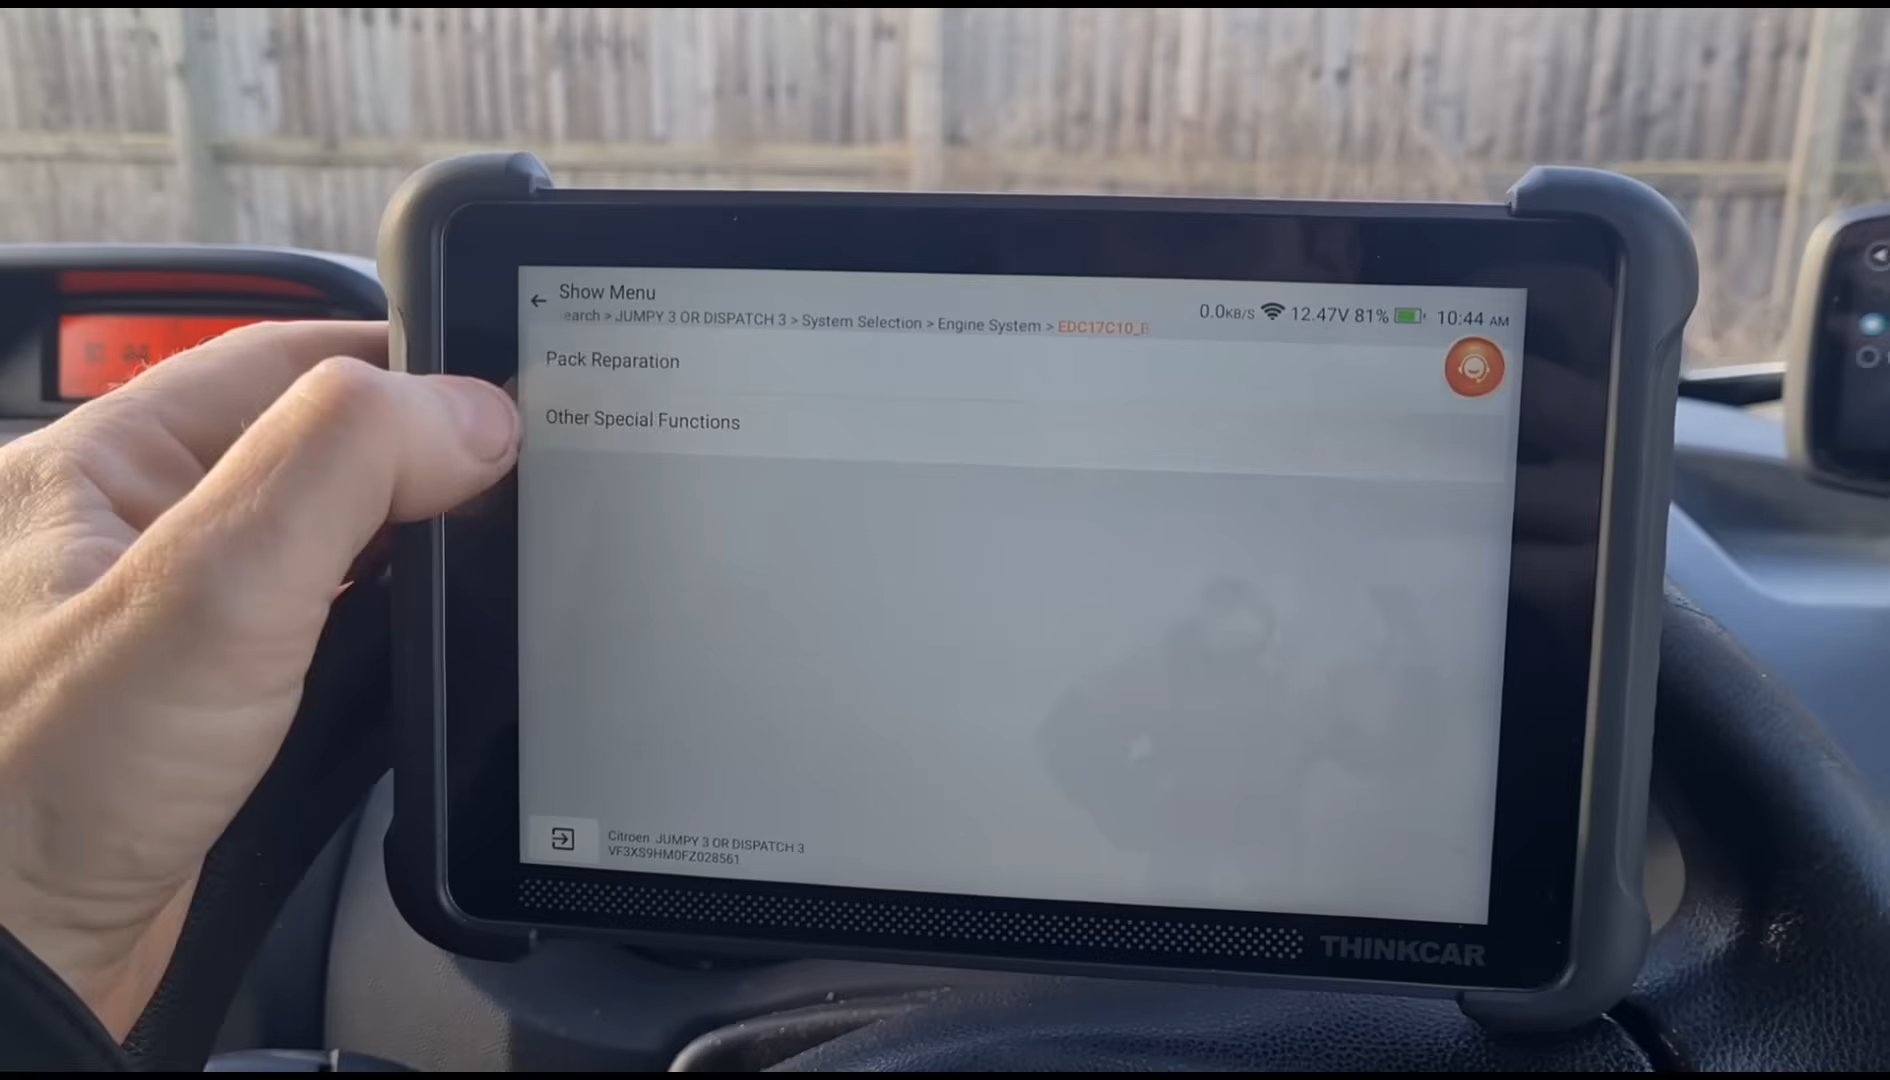 Show Menu
earch > JUMPY 3 OR DISPATCH 3 > System Selection > Engine System > EDC17C10_B
0.0KB/S 12.47V 81% 10:44 AM
Pack Reparation
Other Special Functions
Citroen JUMPY 3 OR DISPATCH 3
VF3XS9HM0FZ028561
THINKCAR